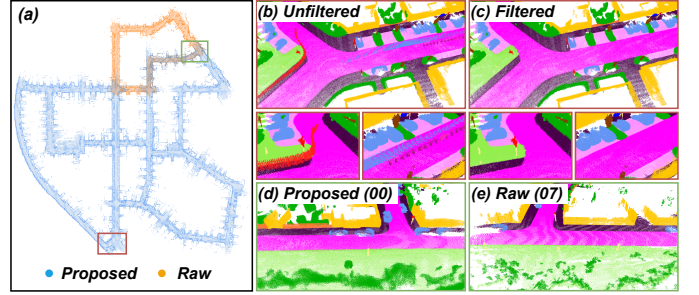 (a)
(b) Unfiltered
(c) Filtered
(d) Proposed (00)
(e) Raw (07)
Proposed
Raw